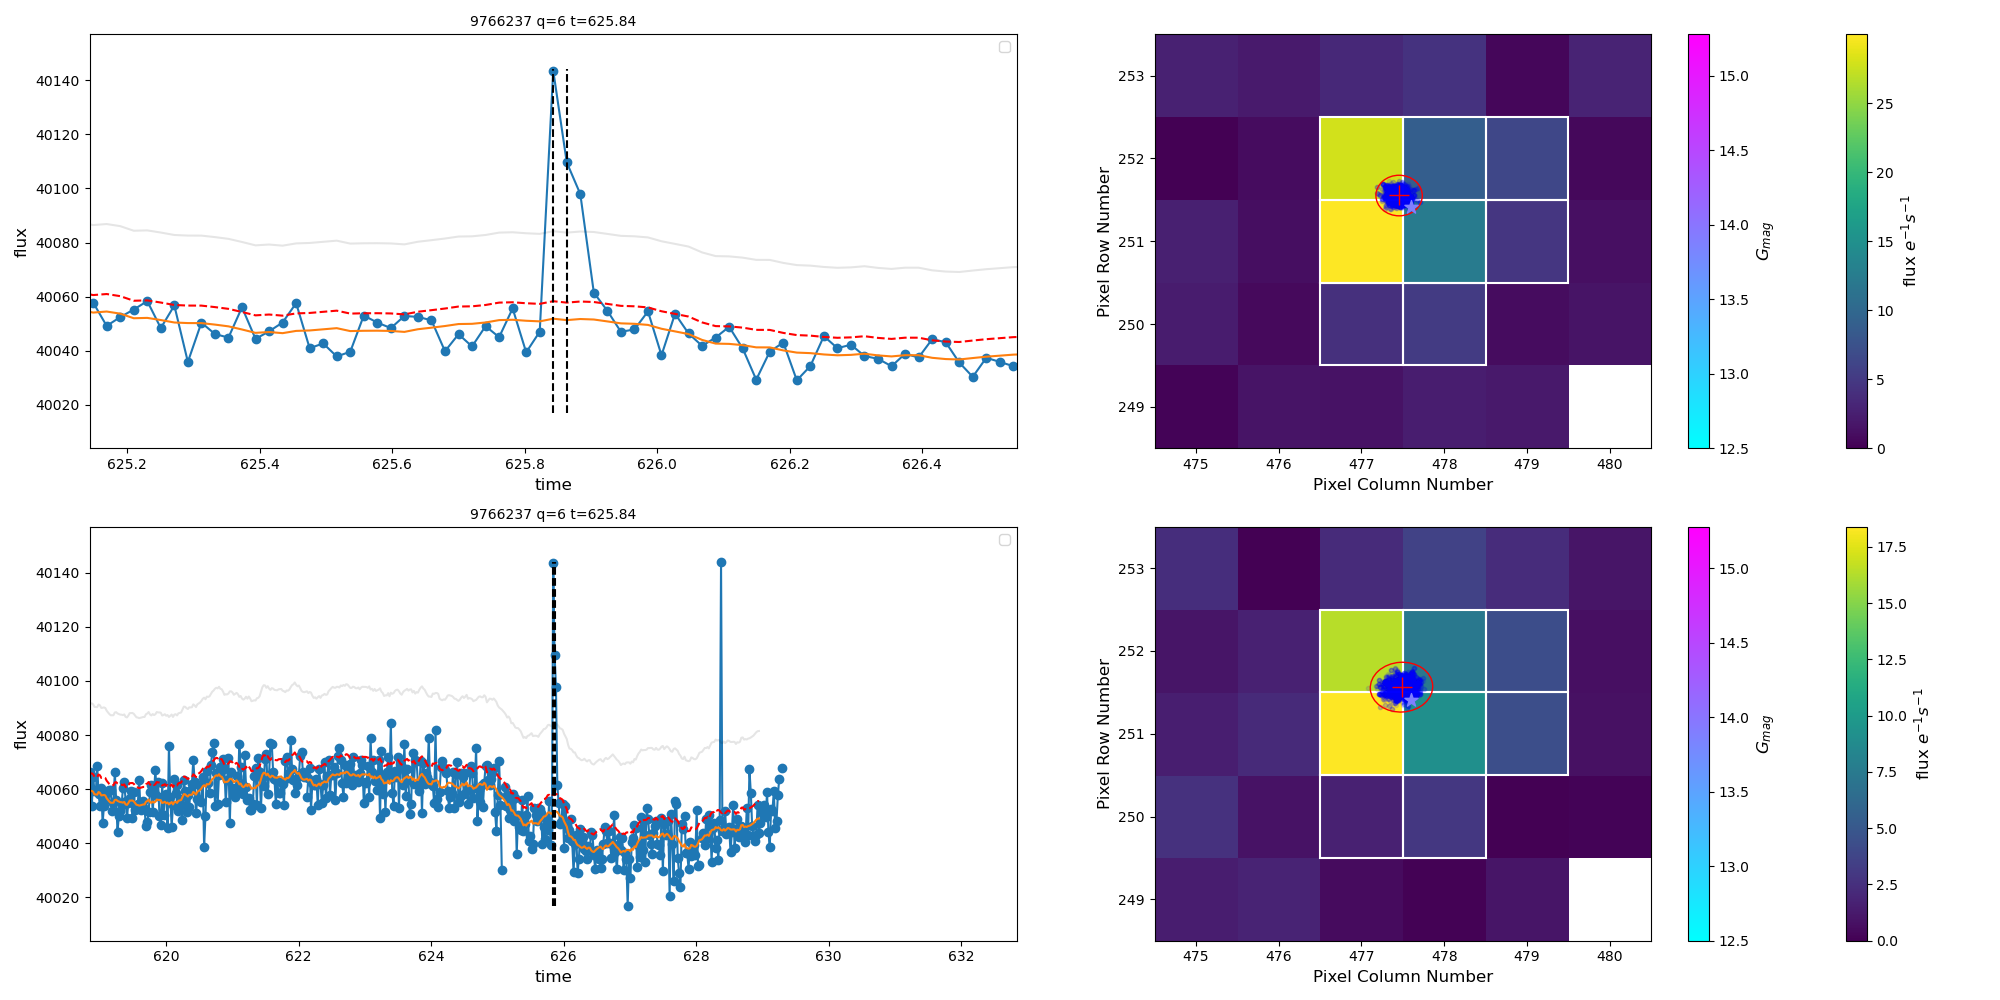 9766237 q=6 t=625.84
40140
40120
40100
40080
40060
40040
40020
flux
625.2 625.4 625.6 625.8 626.0 626.2 626.4
time
253
252
251
250
249
Pixel Row Number
475 476 477 478 479 480
Pixel Column Number
15.0
14.5
14.0
13.5
13.0
12.5
G_mag
25
20
15
10
5
0
flux e⁻¹s⁻¹
9766237 q=6 t=625.84
40140
40120
40100
40080
40060
40040
40020
flux
620 622 624 626 628 630 632
time
253
252
251
250
249
Pixel Row Number
475 476 477 478 479 480
Pixel Column Number
15.0
14.5
14.0
13.5
13.0
12.5
G_mag
17.5
15.0
12.5
10.0
7.5
5.0
2.5
0.0
flux e⁻¹s⁻¹